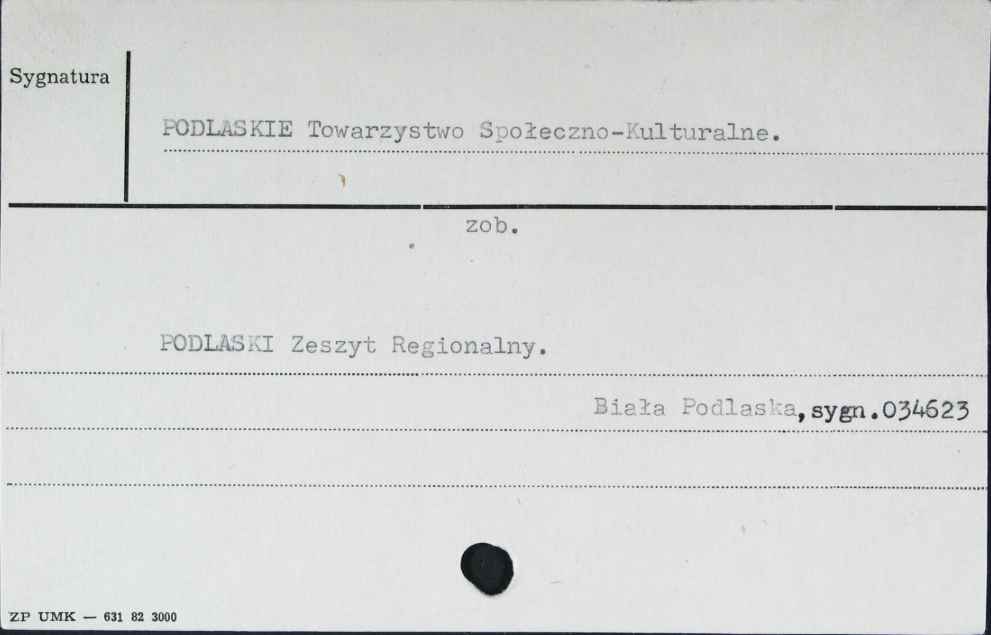 Sygnatura
PODLASKIE Towarzystwo Społeczno-Kulturalne.
zob.
PODLASKI Zeszyt Regionalny.
Biała Podlaska, sygn.034623
ZP UMK — 631 82 3000